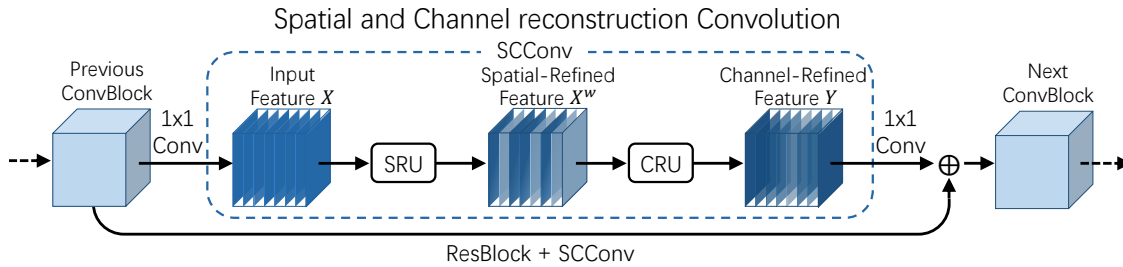 Spatial and Channel reconstruction Convolution
SCConv
Previous
ConvBlock
1x1
Conv
Input
Feature X
SRU
Spatial-Refined
Feature X^w
CRU
Channel-Refined
Feature Y
1x1
Conv
⊕
Next
ConvBlock
ResBlock + SCConv